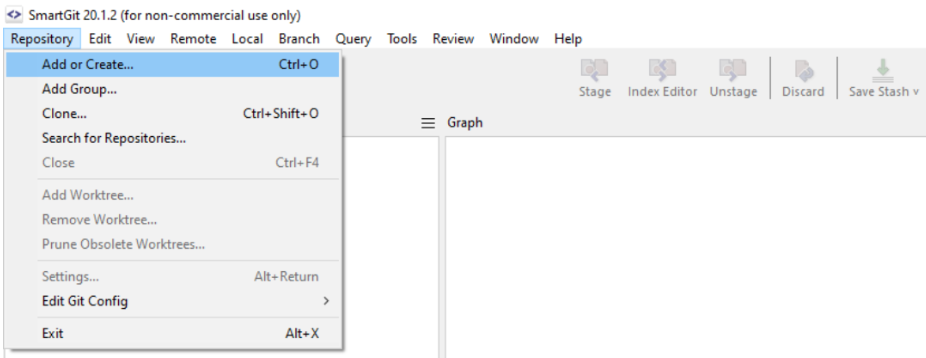 SmartGit 20.1.2 (for non-commercial use only)
Repository Edit View Remote Local Branch Query Tools Review Window Help
Add or Create... Ctrl+O
Add Group...
Clone... Ctrl+Shift+O
Search for Repositories...
Close Ctrl+F4
Add Worktree...
Remove Worktree...
Prune Obsolete Worktrees...
Settings... Alt+Return
Edit Git Config
Exit Alt+X
Stage Index Editor Unstage Discard Save Stash
Graph